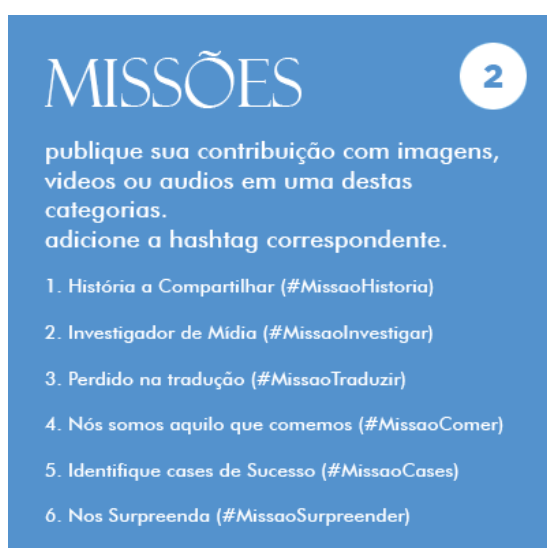 MISSÕES
2
publique sua contribuição com imagens,
videos ou audios em uma destas
categorias.
adicione a hashtag correspondente.
1. História a Compartilhar (#MissaoHistoria)
2. Investigador de Mídia (#MissaoInvestigar)
3. Perdido na tradução (#MissaoTraduzir)
4. Nós somos aquilo que comemos (#MissaoComer)
5. Identifique cases de Sucesso (#MissaoCases)
6. Nos Surpreenda (#MissaoSurpreender)